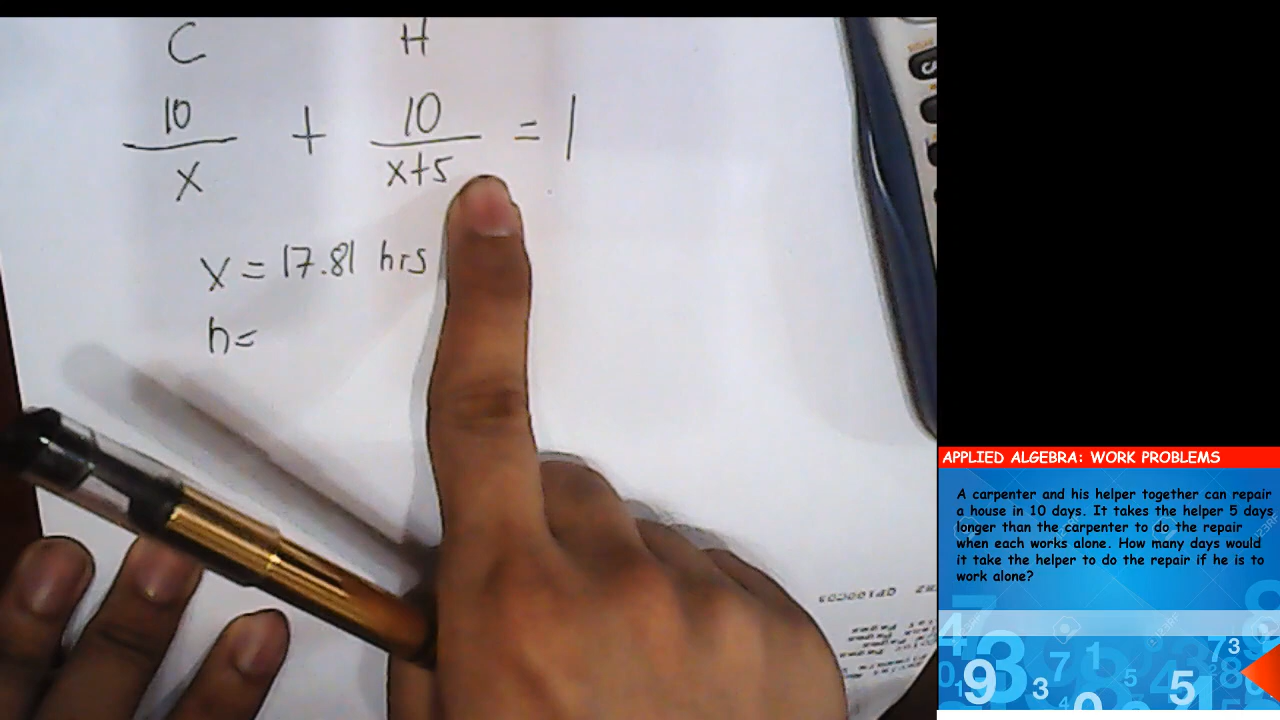 C H
10 10
― + ― = 1
x x+5
x = 17.81 hrs
h =
APPLIED ALGEBRA: WORK PROBLEMS
A carpenter and his helper together can repair
a house in 10 days. It takes the helper 5 days
longer than the carpenter to do the repair
when each works alone. How many days would
it take the helper to do the repair if he is to
work alone?